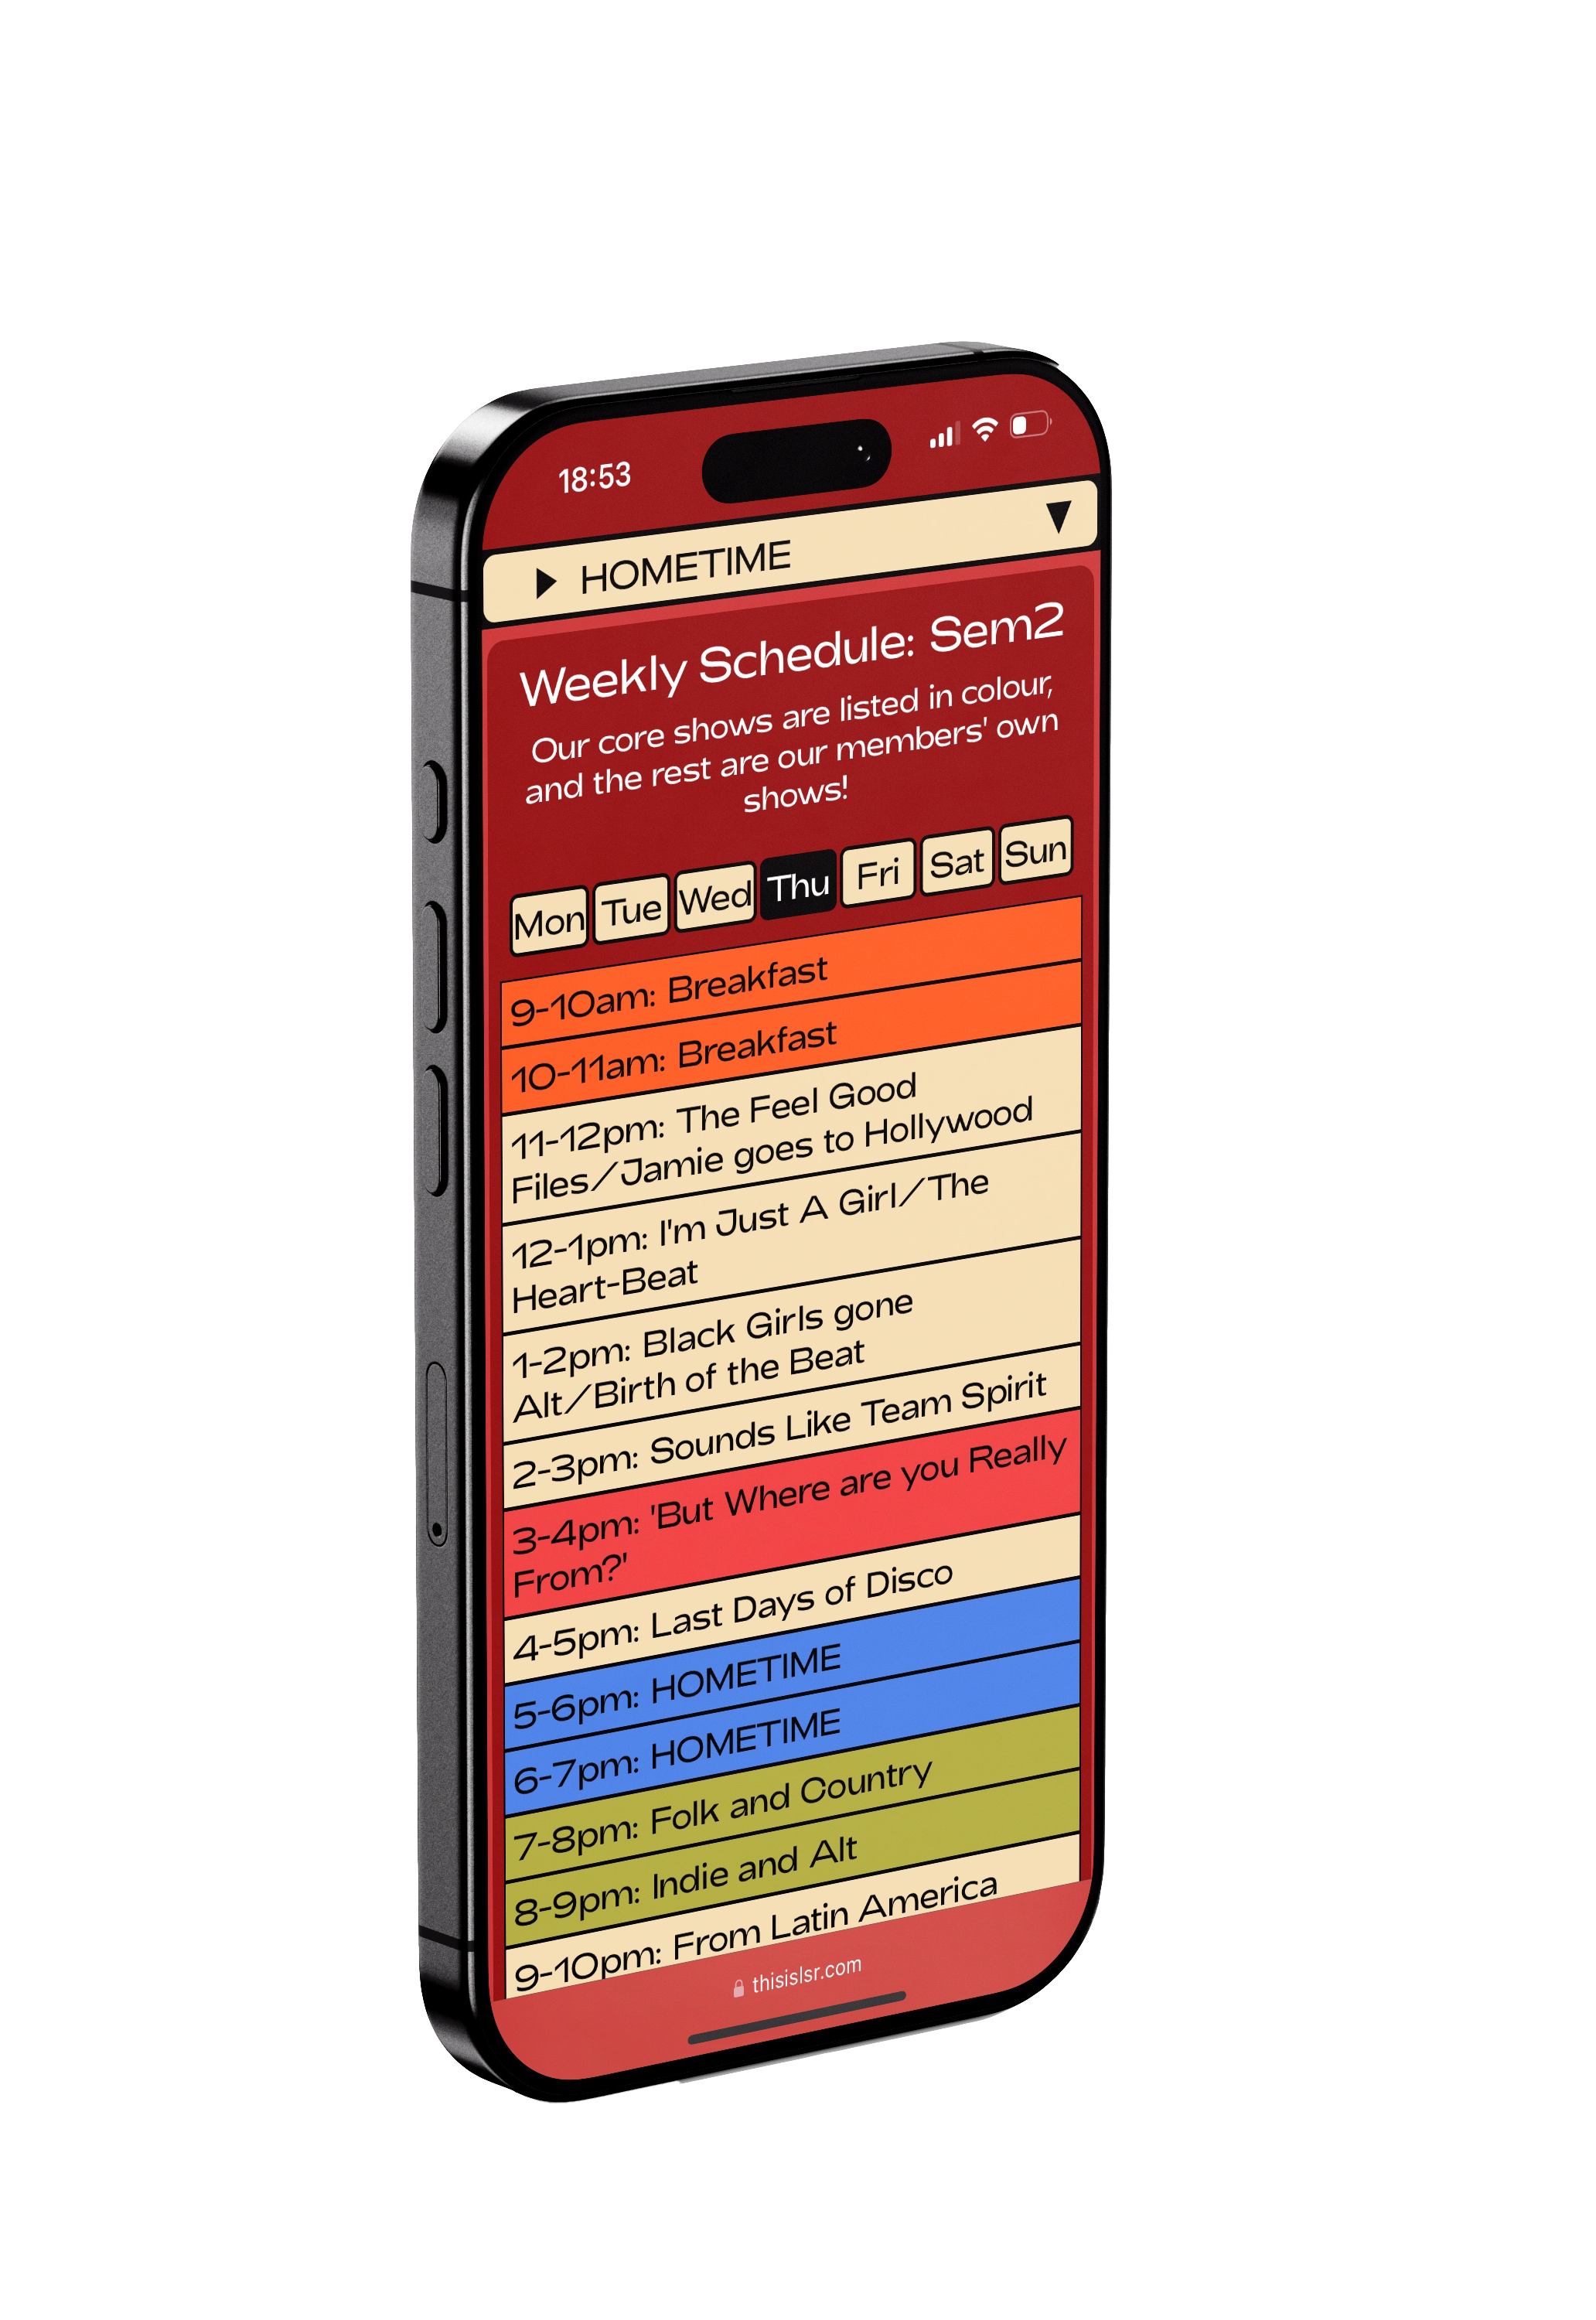 18:53
HOMETIME
Weekly Schedule: Sem2
Our core shows are listed in colour,
and the rest are our members' own
shows!
Mon Tue Wed Thu Fri Sat Sun
9-10am: Breakfast
10-11am: Breakfast
11-12pm: The Feel Good
Files/Jamie goes to Hollywood
12-1pm: I'm Just A Girl/The
Heart-Beat
1-2pm: Black Girls gone
Alt/Birth of the Beat
2-3pm: Sounds Like Team Spirit
3-4pm: 'But Where are you Really
From?'
4-5pm: Last Days of Disco
5-6pm: HOMETIME
6-7pm: HOMETIME
7-8pm: Folk and Country
8-9pm: Indie and Alt
9-10pm: From Latin America
thisislsr.com